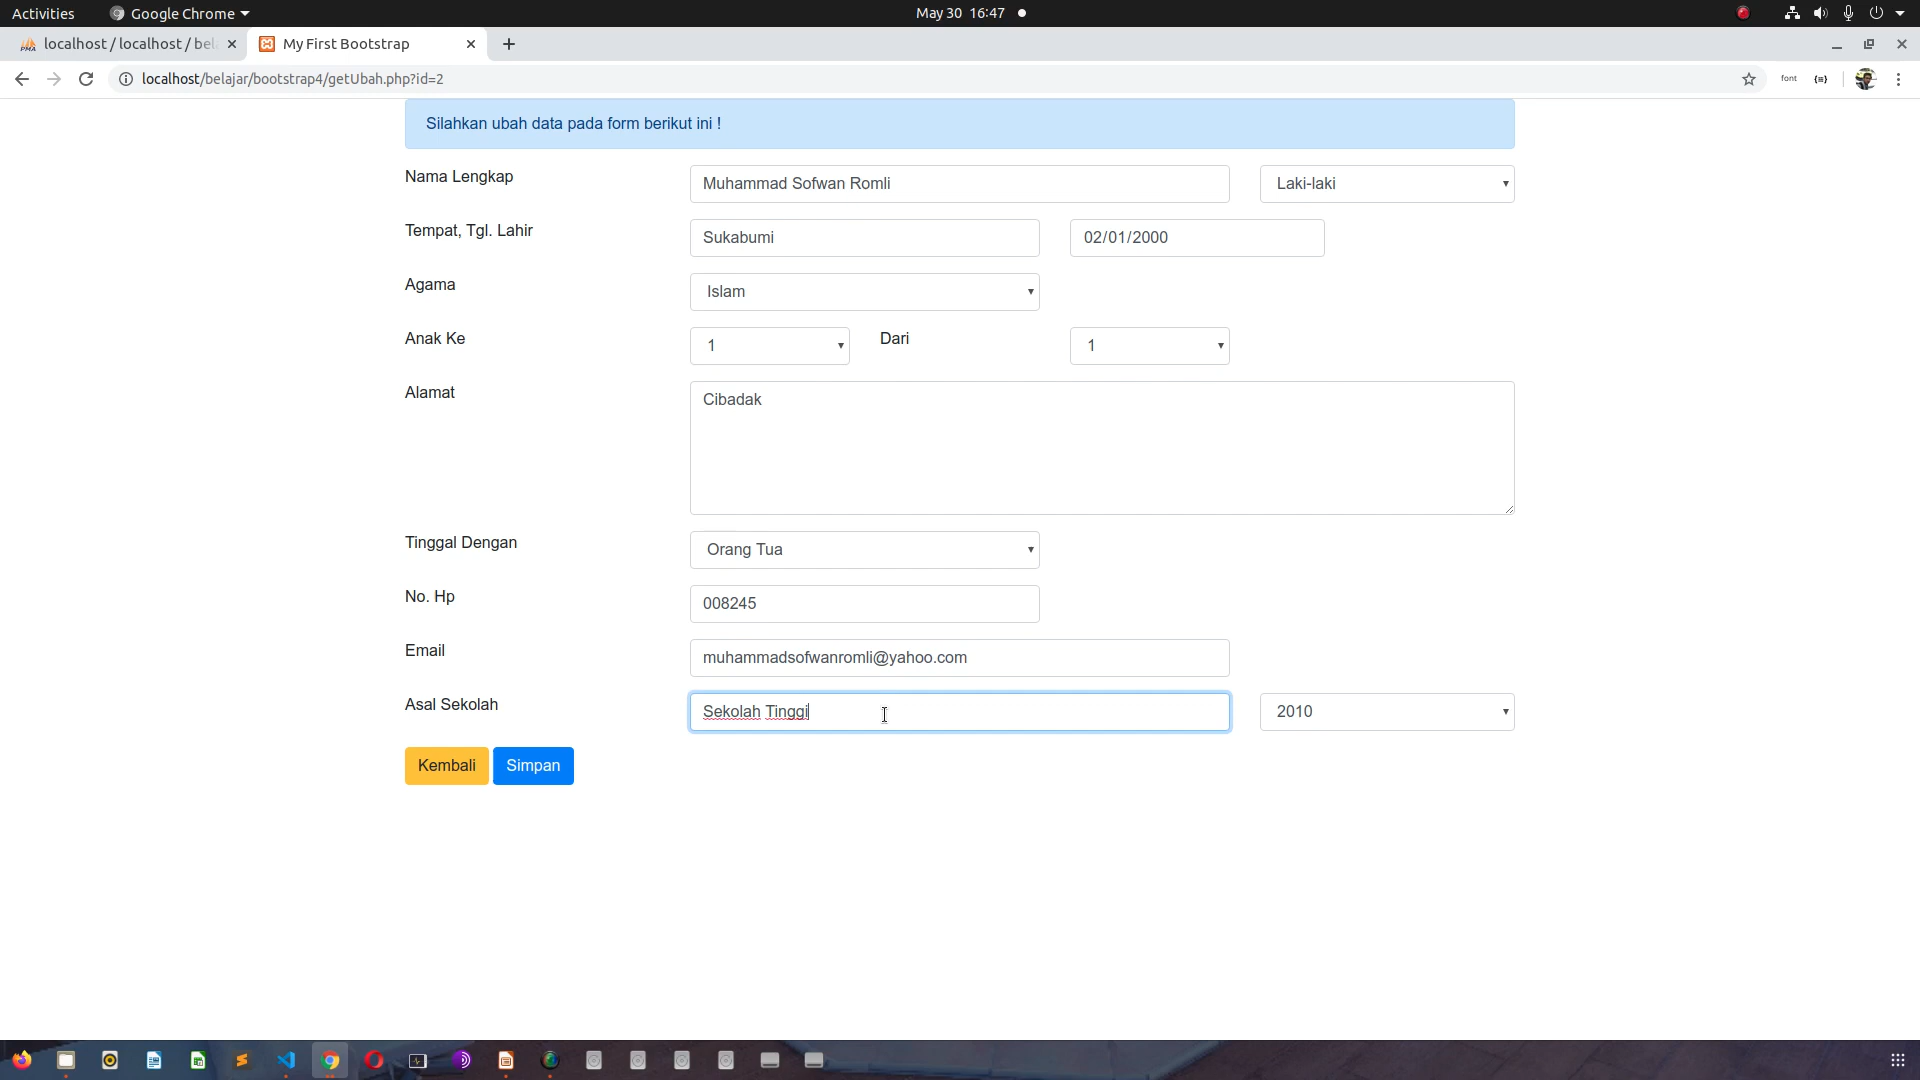 Activities Google Chrome May 30 16:47
localhost / localhost / bel My First Bootstrap
localhost/belajar/bootstrap4/getUbah.php?id=2 font
Silahkan ubah data pada form berikut ini !
Nama Lengkap Muhammad Sofwan Romli Laki-laki
Tempat, Tgl. Lahir Sukabumi 02/01/2000
Agama Islam
Anak Ke 1 Dari 1
Alamat Cibadak
Tinggal Dengan Orang Tua
No. Hp 008245
Email muhammadsofwanromli@yahoo.com
Asal Sekolah Sekolah Tinggi 2010
Kembali Simpan